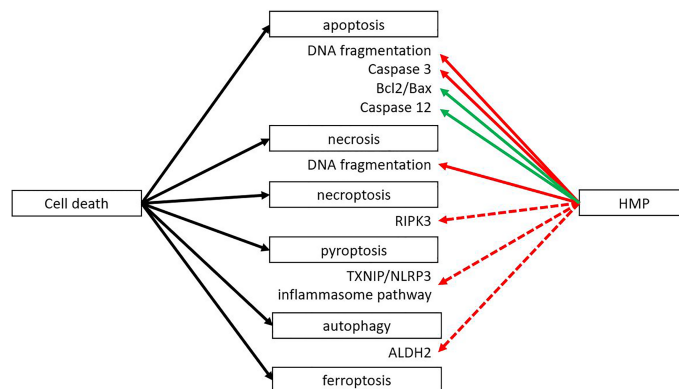 apoptosis
DNA fragmentation
Caspase 3
Bcl2/Bax
Caspase 12
necrosis
DNA fragmentation
Cell death
necroptosis
HMP
RIPK3
pyroptosis
TXNIP/NLRP3
inflammasome pathway
autophagy
ALDH2
ferroptosis